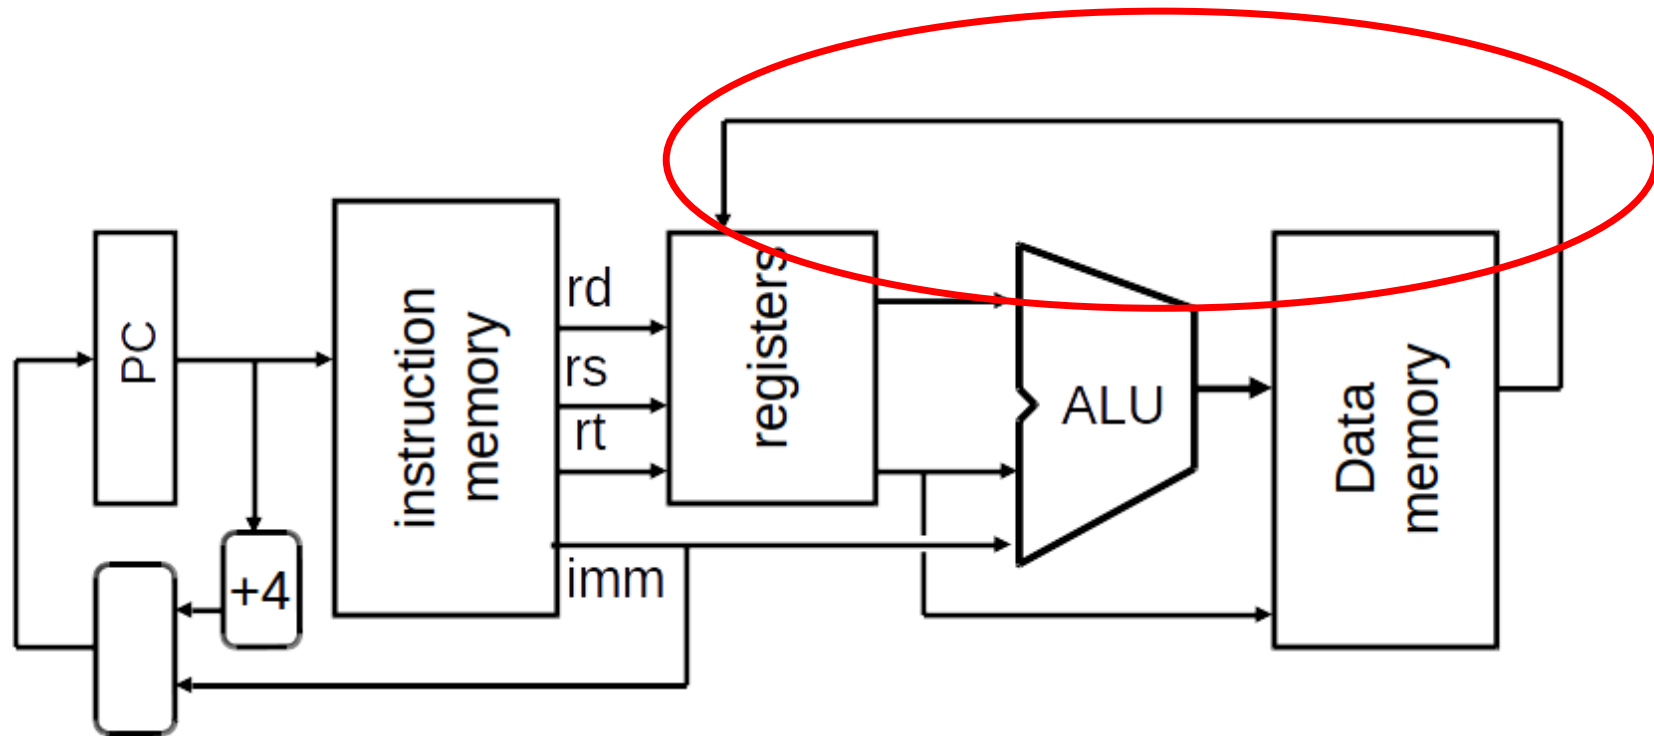 PC
+4
instruction
memory
rd
rs
rt
imm
registers
ALU
Data
memory